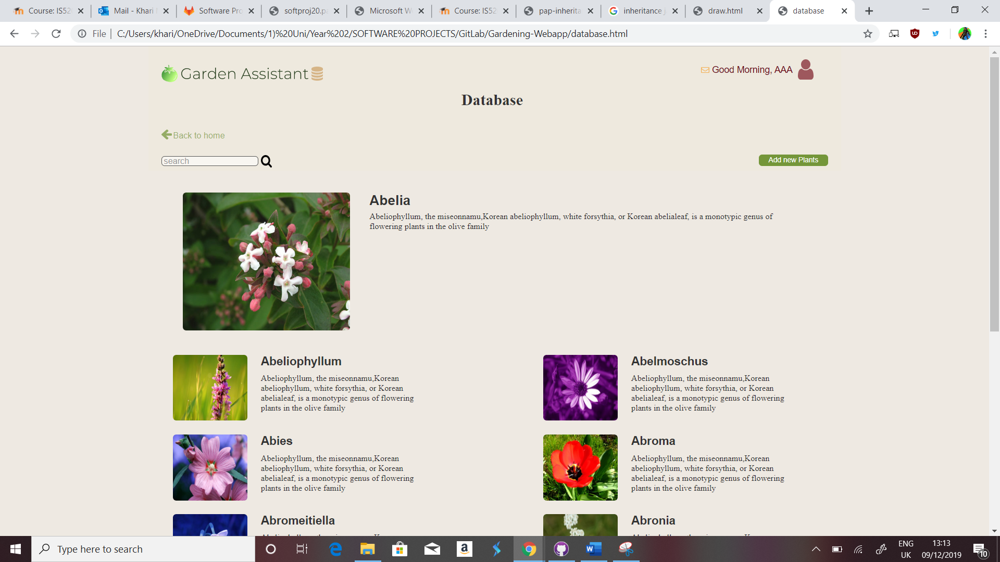 Course: IS52
Mail - Khari
Software Pro
softproj20.p
Microsoft W
Course: IS52
pap-inherita
inheritance j
draw.html
database
File
C:/Users/khari/OneDrive/Documents/1)%20Uni/Year%202/SOFTWARE%20PROJECTS/GitLab/Gardening-Webapp/database.html
Garden Assistant
Good Morning, AAA
Database
Back to home
search
Add new Plants
Abelia
Abeliophyllum, the miseonnamu,Korean abeliophyllum, white forsythia, or Korean abelialeaf, is a monotypic genus of
flowering plants in the olive family
Abeliophyllum
Abeliophyllum, the miseonnamu,Korean
abeliophyllum, white forsythia, or Korean
abelialeaf, is a monotypic genus of flowering
plants in the olive family
Abelmoschus
Abeliophyllum, the miseonnamu,Korean
abeliophyllum, white forsythia, or Korean
abelialeaf, is a monotypic genus of flowering
plants in the olive family
Abies
Abeliophyllum, the miseonnamu,Korean
abeliophyllum, white forsythia, or Korean
abelialeaf, is a monotypic genus of flowering
plants in the olive family
Abroma
Abeliophyllum, the miseonnamu,Korean
abeliophyllum, white forsythia, or Korean
abelialeaf, is a monotypic genus of flowering
plants in the olive family
Abromeitiella
Abronia
Type here to search
ENG
UK
13:13
09/12/2019
10